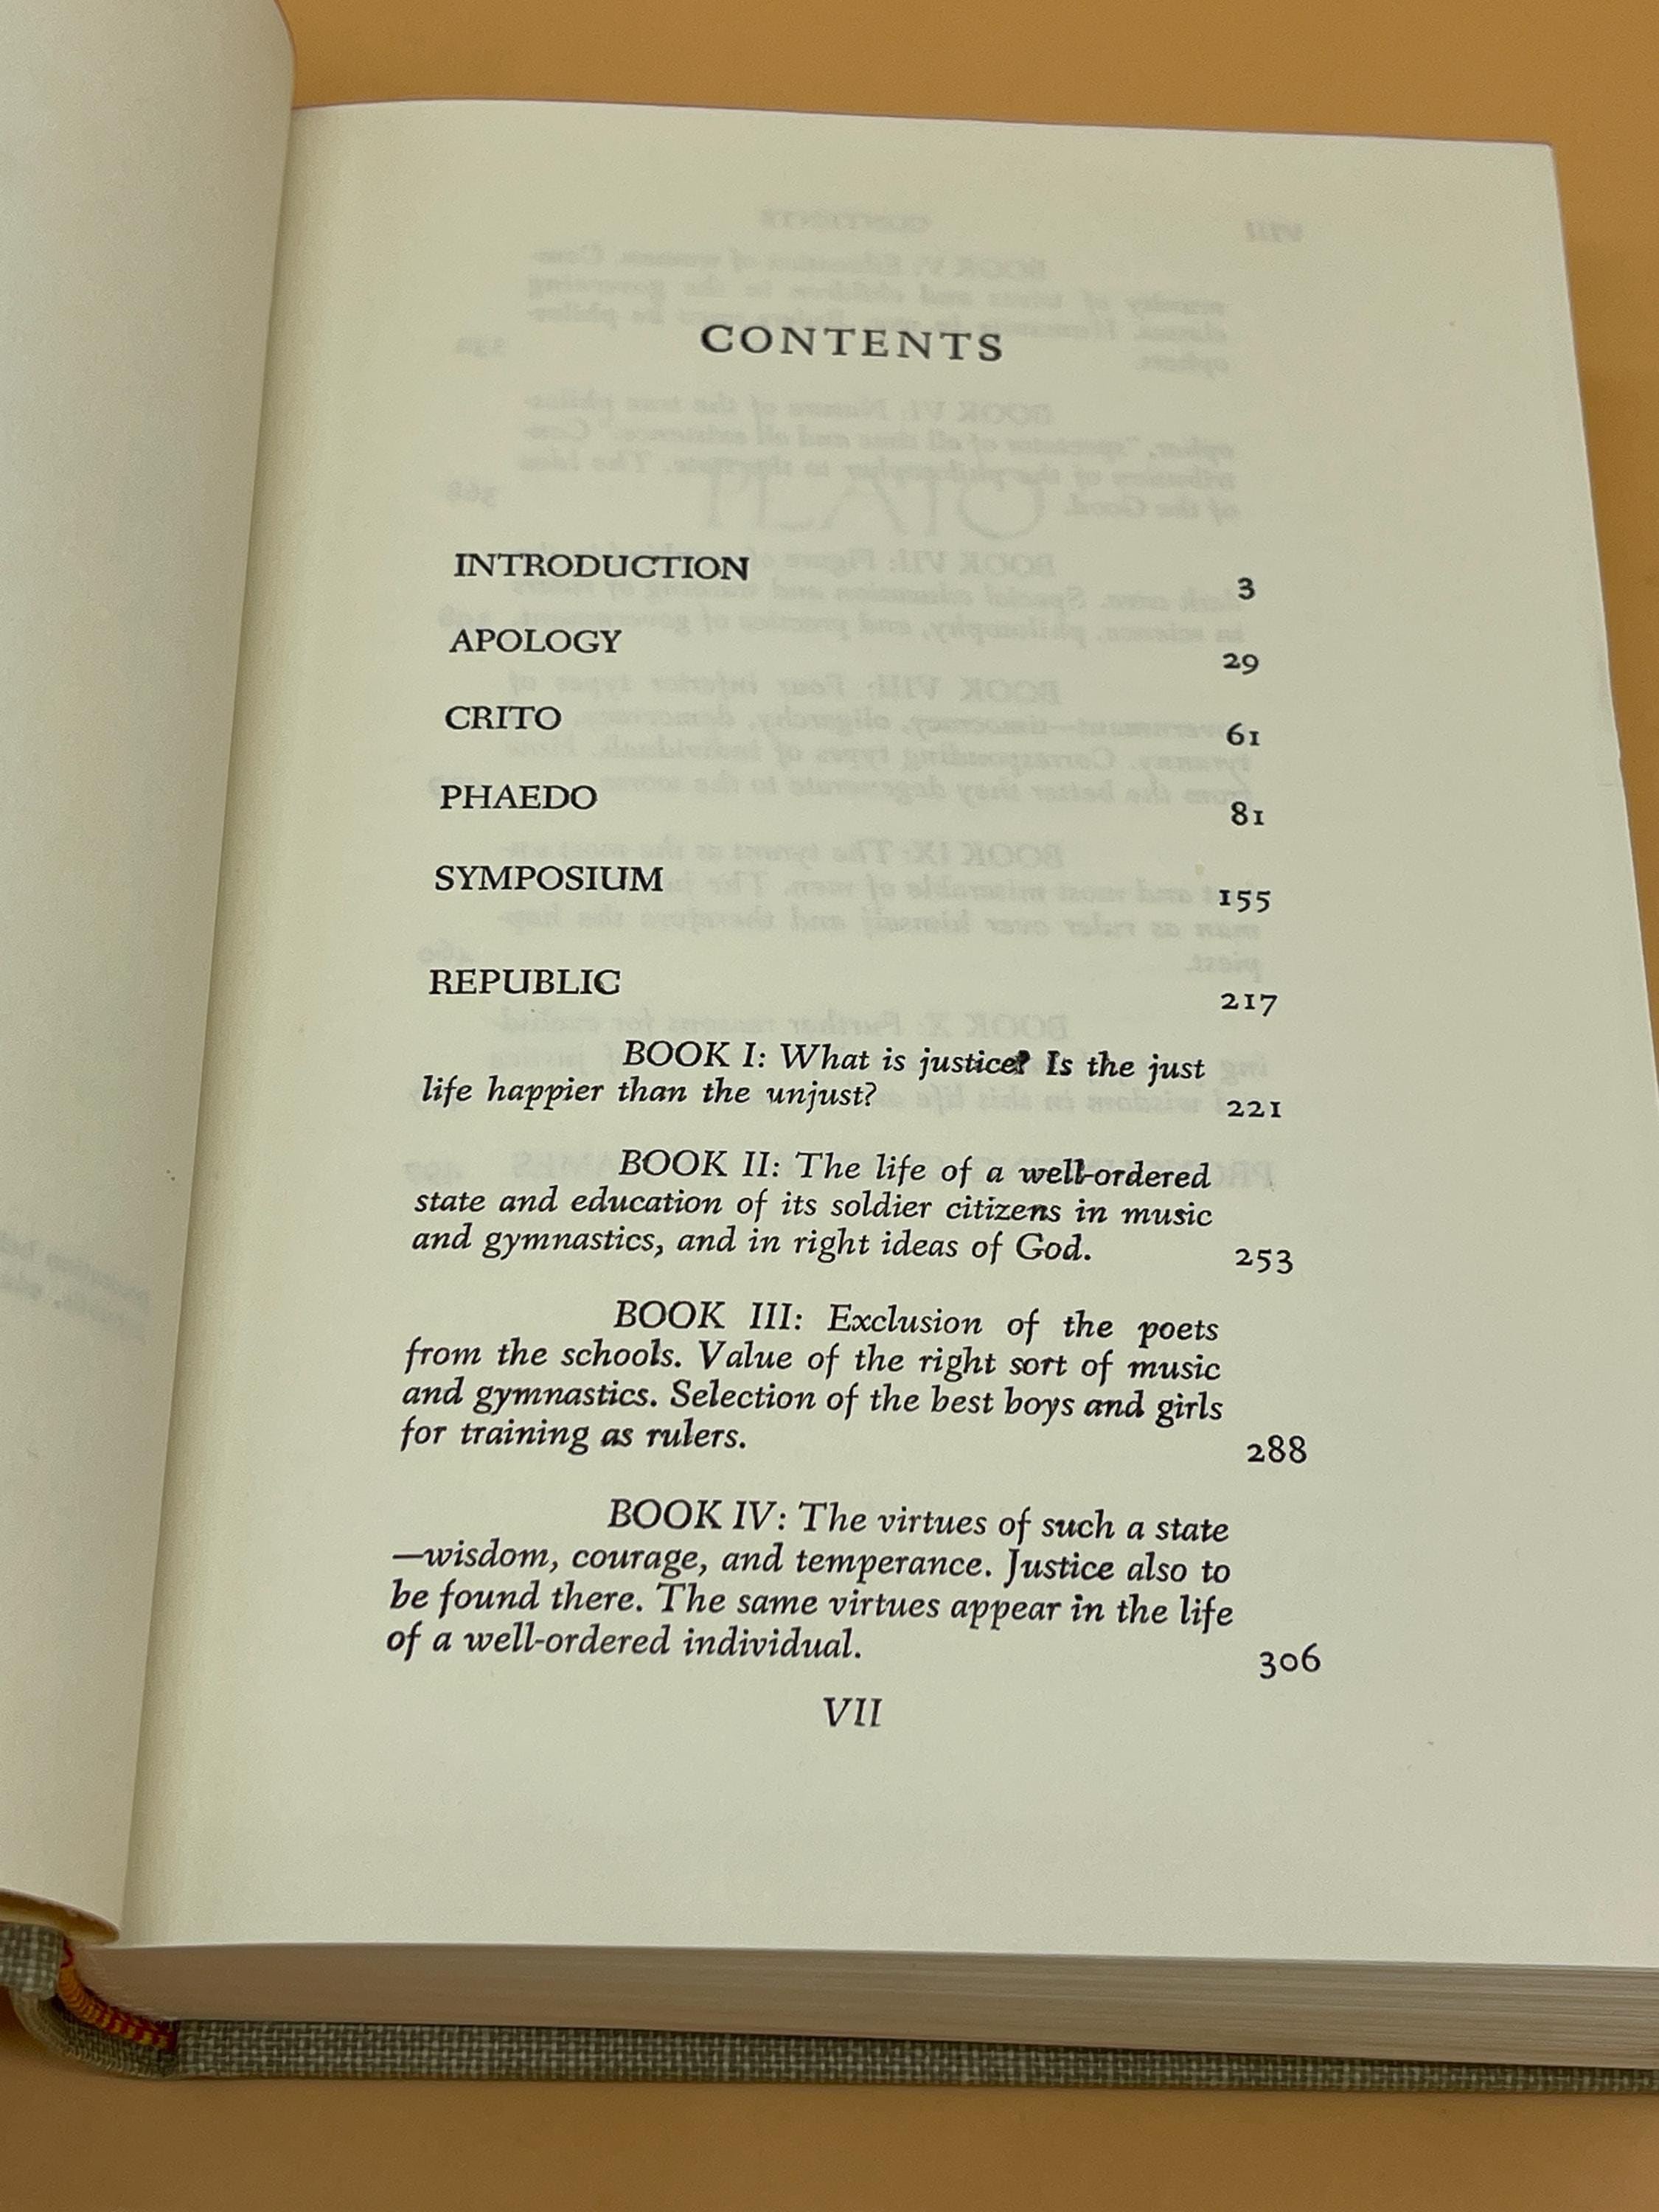 CONTENTS
INTRODUCTION 3
APOLOGY 29
CRITO 61
PHAEDO 81
SYMPOSIUM 155
REPUBLIC 217
BOOK I: What is justice? Is the just
life happier than the unjust? 221
BOOK II: The life of a well-ordered
state and education of its soldier citizens in music
and gymnastics, and in right ideas of God. 253
BOOK III: Exclusion of the poets
from the schools. Value of the right sort of music
and gymnastics. Selection of the best boys and girls
for training as rulers. 288
BOOK IV: The virtues of such a state
—wisdom, courage, and temperance. Justice also to
be found there. The same virtues appear in the life
of a well-ordered individual. 306
VII